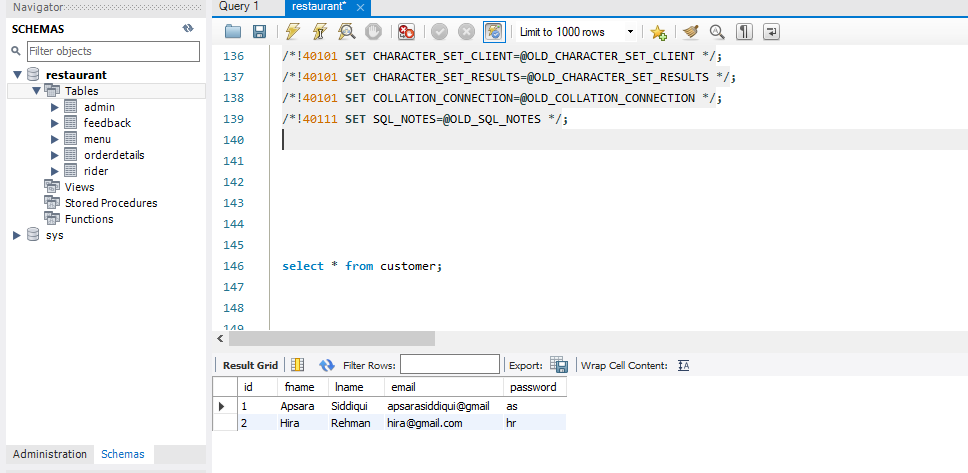 Navigator
SCHEMAS
Filter objects
restaurant
Tables
admin
feedback
menu
orderdetails
rider
Views
Stored Procedures
Functions
sys
Administration Schemas
Query 1 restaurant*
Limit to 1000 rows
136 /*!40101 SET CHARACTER_SET_CLIENT=@OLD_CHARACTER_SET_CLIENT */;
137 /*!40101 SET CHARACTER_SET_RESULTS=@OLD_CHARACTER_SET_RESULTS */;
138 /*!40101 SET COLLATION_CONNECTION=@OLD_COLLATION_CONNECTION */;
139 /*!40111 SET SQL_NOTES=@OLD_SQL_NOTES */;
140
141
142
143
144
145
146 select * from customer;
147
148
149
Result Grid Filter Rows: Export: Wrap Cell Content:
id fname lname email password
1 Apsara Siddiqui apsarasiddiqui@gmail as
2 Hira Rehman hira@gmail.com hr